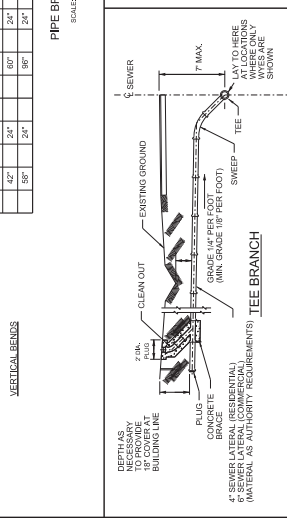 24"
24"
60"
96"
24"
24"
42"
58"
PIPE BR
SCALE:
VERTICAL BENDS
℄ SEWER
7' MAX.
LAY TO HERE
AT LOCATIONS
WHERE ONLY
WYES ARE
SHOWN
TEE
SWEEP
EXISTING GROUND
GRADE 1/4" PER FOOT
(MIN. GRADE 1/8" PER FOOT)
CLEAN OUT
2' DIA.
PLUG
DEPTH AS
NECESSARY
TO PROVIDE
18" COVER AT
BUILDING LINE
PLUG
CONCRETE
BRACE
4" SEWER LATERAL (RESIDENTIAL)
6" SEWER LATERAL (COMMERCIAL)
(MATERAL AS AUTHORITY REQUIREMENTS)
TEE BRANCH